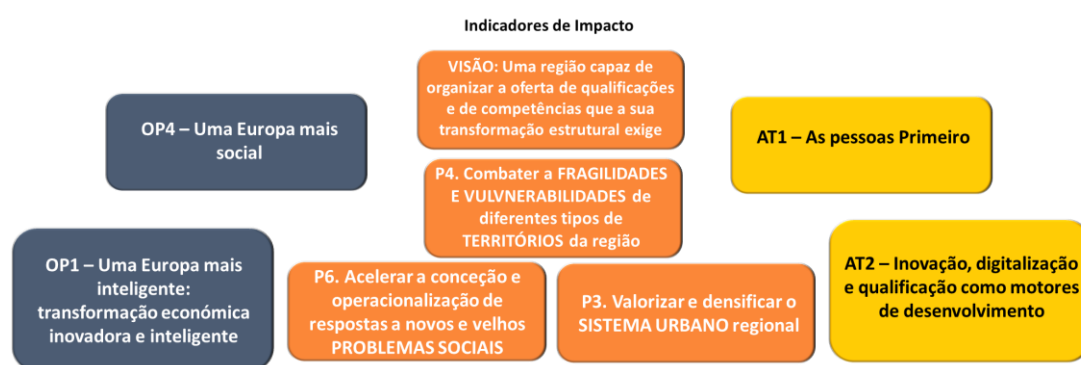 Indicadores de Impacto
VISÃO: Uma região capaz de
organizar a oferta de qualificações
e de competências que a sua
transformação estrutural exige
OP4 – Uma Europa mais
social
AT1 – As pessoas Primeiro
P4. Combater a FRAGILIDADES
E VULVNERABILIDADES de
diferentes tipos de
TERRITÓRIOS da região
OP1 – Uma Europa mais
inteligente:
transformação económica
inovadora e inteligente
P6. Acelerar a conceção e
operacionalização de
respostas a novos e velhos
PROBLEMAS SOCIAIS
P3. Valorizar e densificar o
SISTEMA URBANO regional
AT2 – Inovação, digitalização
e qualificação como motores
de desenvolvimento